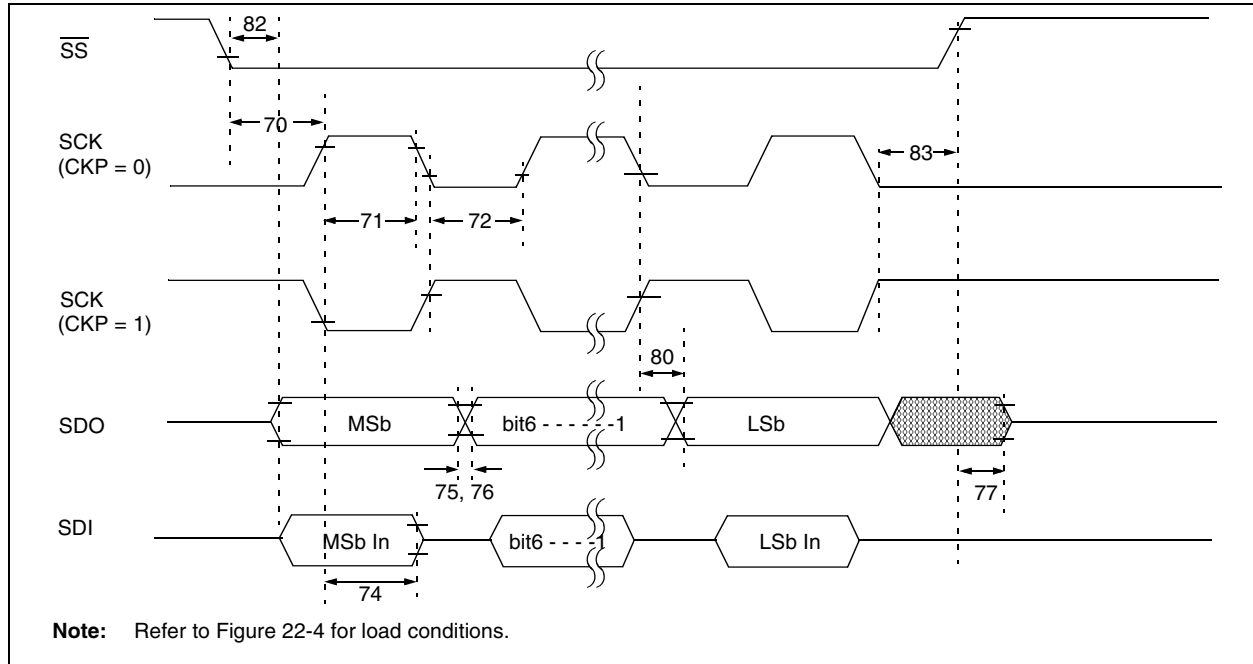 82
SS
70
SCK
(CKP = 0)
83
71
72
SCK
(CKP = 1)
80
SDO
MSb
bit6 - - - - - - -1
LSb
75, 76
77
SDI
MSb In
bit6 - - - -1
LSb In
74
Note: Refer to Figure 22-4 for load conditions.